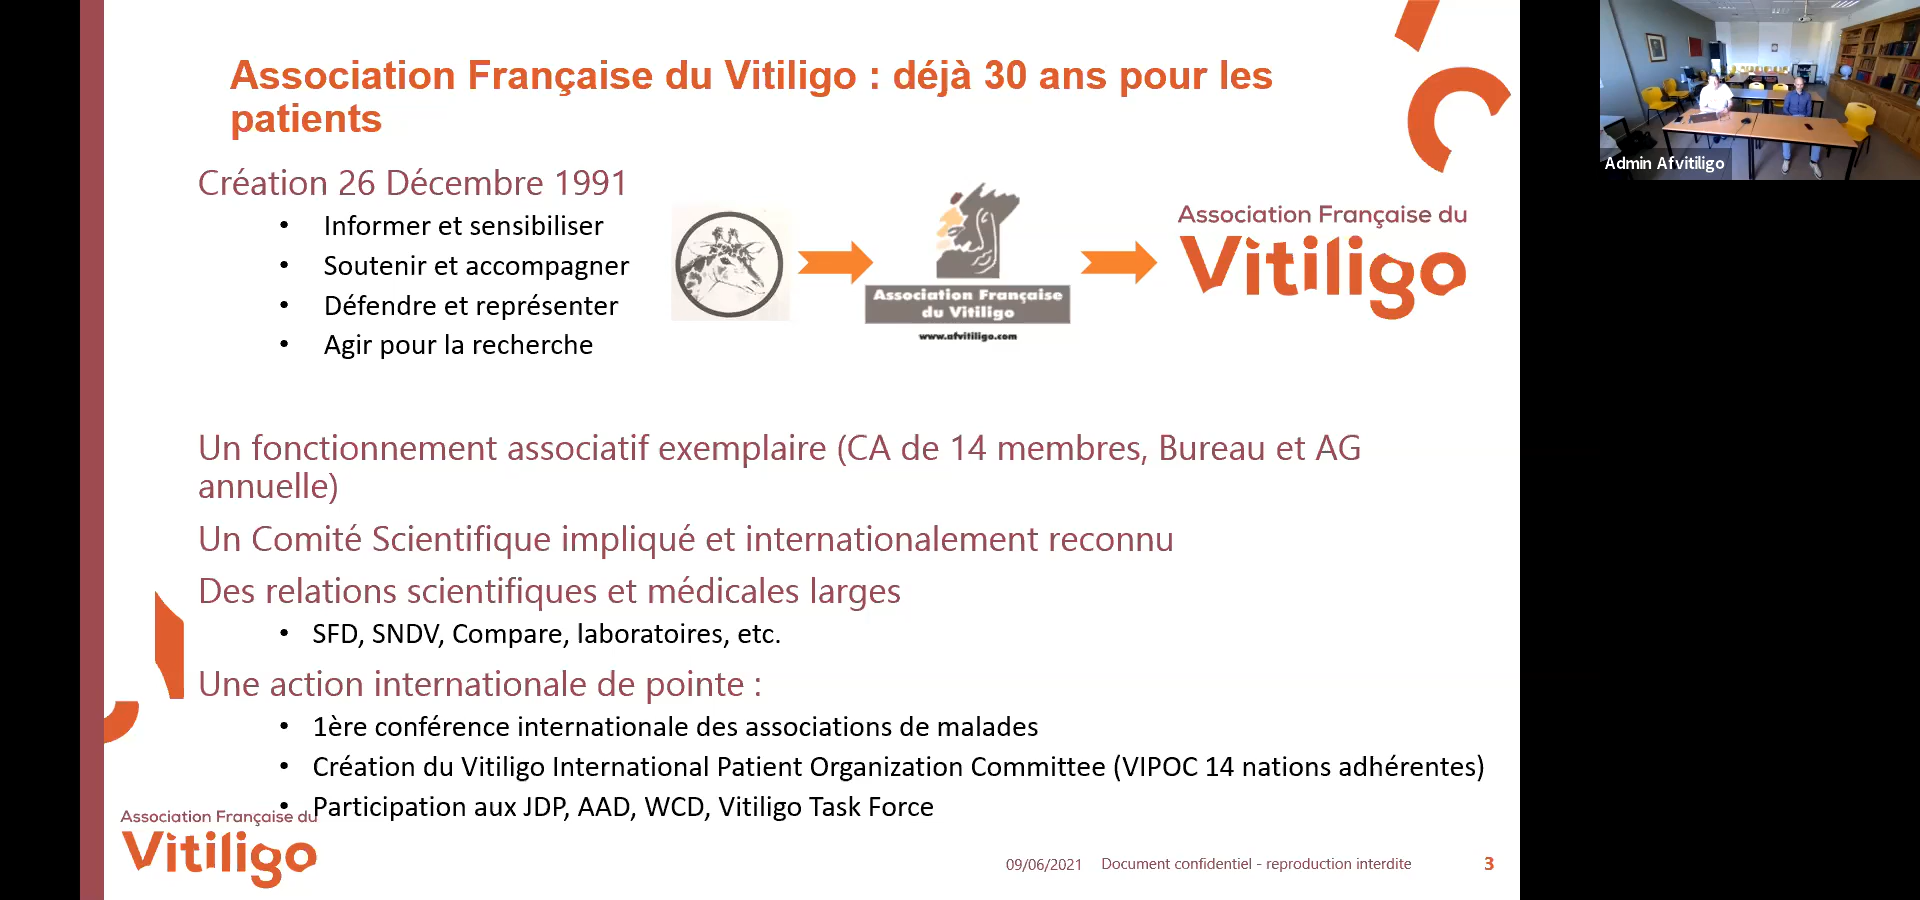 Association Française du Vitiligo : déjà 30 ans pour les
patients
Création 26 Décembre 1991
• Informer et sensibiliser
• Soutenir et accompagner
• Défendre et représenter
• Agir pour la recherche
Association Française
du Vitiligo
www.afvitiligo.com
Association Française du
Vitiligo
Un fonctionnement associatif exemplaire (CA de 14 membres, Bureau et AG
annuelle)
Un Comité Scientifique impliqué et internationalement reconnu
Des relations scientifiques et médicales larges
• SFD, SNDV, Compare, laboratoires, etc.
Une action internationale de pointe :
• 1ère conférence internationale des associations de malades
• Création du Vitiligo International Patient Organization Committee (VIPOC 14 nations adhérentes)
• Participation aux JDP, AAD, WCD, Vitiligo Task Force
Association Française du
Vitiligo
09/06/2021 Document confidentiel - reproduction interdite 3
Admin Afvitiligo